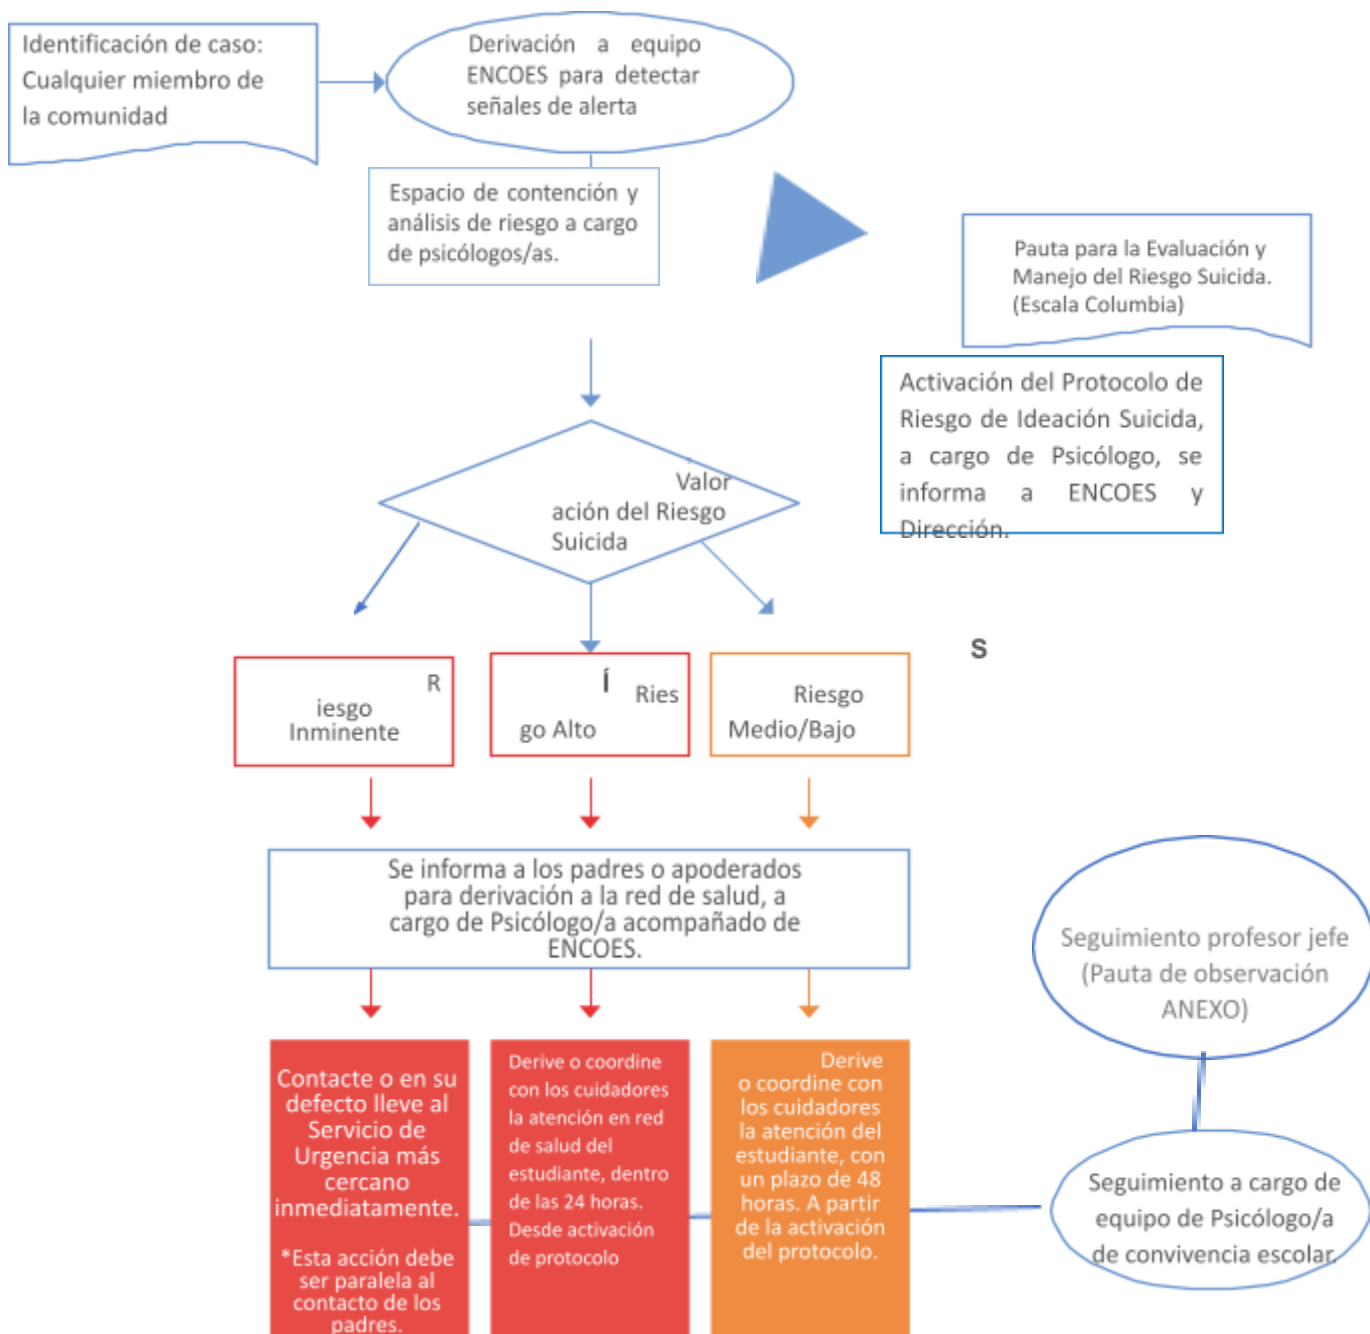 Identificación de caso:
Cualquier miembro de
la comunidad
Derivación a equipo
ENCOES para detectar
señales de alerta
Espacio de contención y
análisis de riesgo a cargo
de psicólogos/as.
Pauta para la Evaluación y
Manejo del Riesgo Suicida.
(Escala Columbia)
Activación del Protocolo de
Riesgo de Ideación Suicida,
a cargo de Psicólogo, se
informa a ENCOES y
Dirección.
Valor
ación del Riesgo
Suicida
S
R
iesgo
Inminente
Í
Ries
go Alto
Riesgo
Medio/Bajo
Se informa a los padres o apoderados
para derivación a la red de salud, a
cargo de Psicólogo/a acompañado de
ENCOES.
Seguimiento profesor jefe
(Pauta de observación
ANEXO)
Contacte o en su
defecto lleve al
Servicio de
Urgencia más
cercano
inmediatamente.
*Esta acción debe
ser paralela al
contacto de los
padres.
Derive o coordine
con los cuidadores
la atención en red
de salud del
estudiante, dentro
de las 24 horas.
Desde activación
de protocolo
Derive
o coordine con
los cuidadores
la atención del
estudiante, con
un plazo de 48
horas. A partir
de la activación
del protocolo.
Seguimiento a cargo de
equipo de Psicólogo/a
de convivencia escolar.